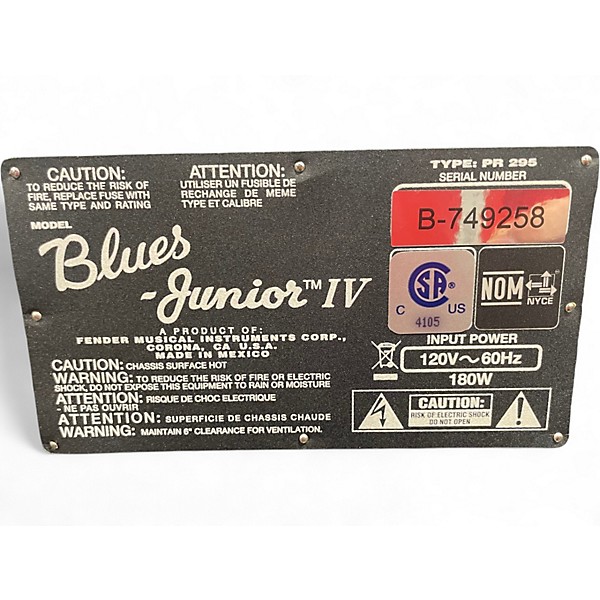 CAUTION:
TO REDUCE THE RISK OF
FIRE, REPLACE FUSE WITH
SAME TYPE AND RATING
ATTENTION:
UTILISER UN FUSIBLE DE
RECHANGE DE MEME
TYPE ET CALIBRE
TYPE: PR 295
SERIAL NUMBER
B-749258
MODEL
Blues
Junior™ IV
A PRODUCT OF:
FENDER MUSICAL INSTRUMENTS CORP.,
CORONA, CA U.S.A.
MADE IN MEXICO
C SA US
4105
NOM
NYCE
INPUT POWER
120V~60Hz
180W
CAUTION: CHASSIS SURFACE HOT
WARNING: TO REDUCE THE RISK OF FIRE OR ELECTRIC
SHOCK, DO NOT EXPOSE THIS EQUIPMENT TO RAIN OR MOISTURE
ATTENTION: RISQUE DE CHOC ELECTRIQUE
- NE PAS OUVRIR
ATTENTION: SUPERFICIE DE CHASSIS CHAUDE
WARNING: MAINTAIN 6" CLEARANCE FOR VENTILATION.
CAUTION:
RISK OF ELECTRIC SHOCK
DO NOT OPEN